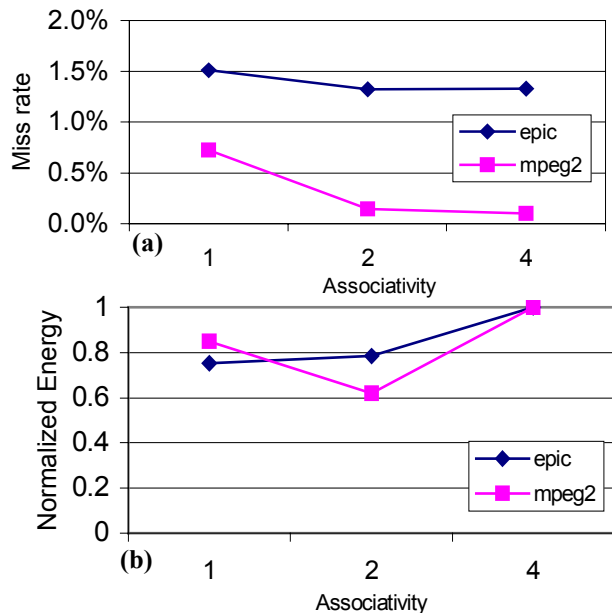 2.0%
1.5%
1.0%
0.5%
0.0%
Miss rate
epic
mpeg2
(a)
1 2 4
Associativity
1
0.8
0.6
0.4
0.2
0
Normalized Energy
epic
mpeg2
(b)
1 2 4
Associativity